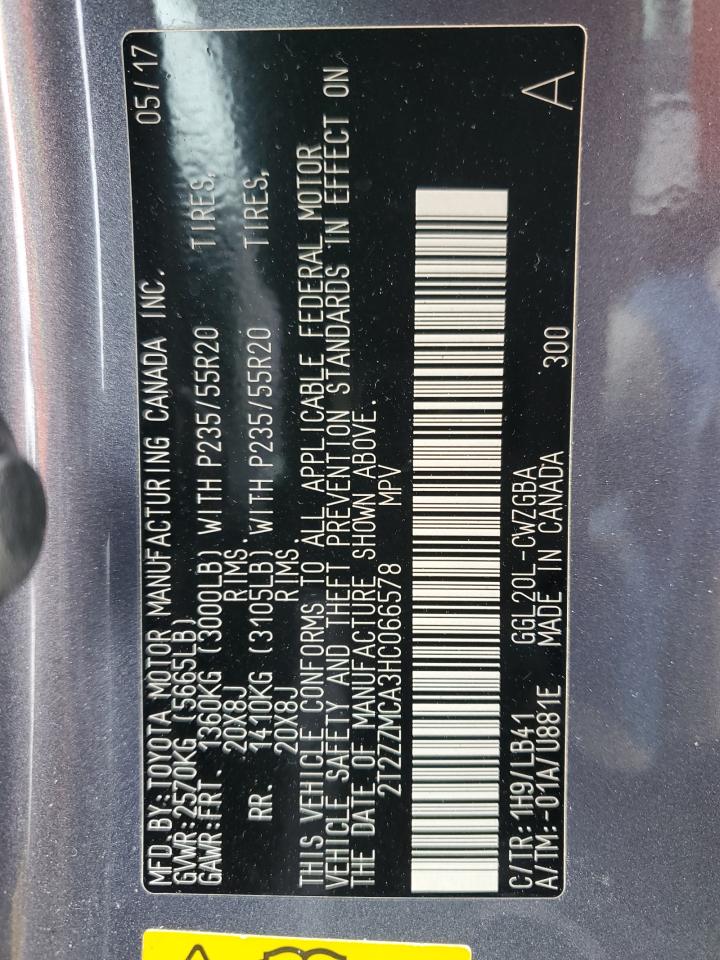 MFD.BY:TOYOTA MOTOR MANUFACTURING CANADA INC. 05/17
GVWR:2570KG (5665LB)
GAWR:FRT. 1360KG (3000LB) WITH P235/55R20 TIRES,
20X8J RIMS.
RR. 1410KG (3105LB) WITH P235/55R20 TIRES,
20X8J RIMS.
THIS VEHICLE CONFORMS TO ALL APPLICABLE FEDERAL MOTOR
VEHICLE SAFETY AND THEFT PREVENTION STANDARDS IN EFFECT ON
THE DATE OF MANUFACTURE SHOWN ABOVE.
2T2ZZMCA3HC066578 MPV
C/TR:1H9/LB41 GGL20L-CWZGBA
A/TM:-01A/U881E MADE IN CANADA 300 A